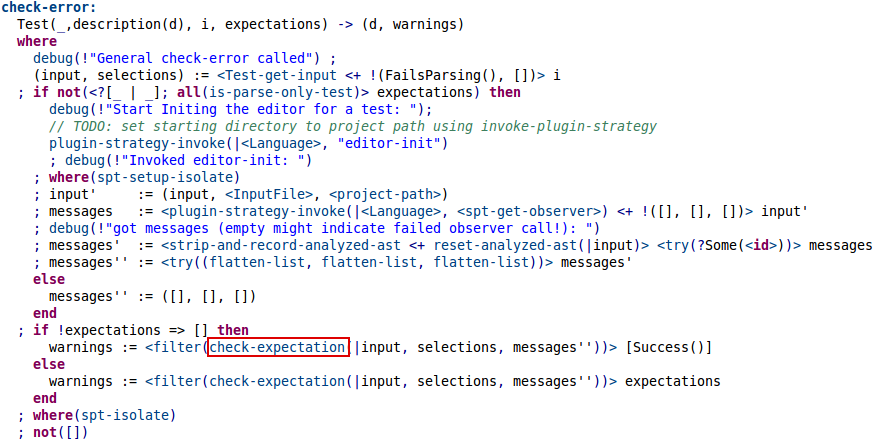 check-error:
  Test(_,description(d), i, expectations) -> (d, warnings)
  where
    debug(!"General check-error called") ;
    (input, selections) := <Test-get-input <+ !(FailsParsing(), [])> i
  ; if not(<?[_ | _]; all(is-parse-only-test)> expectations) then
      debug(!"Start Initing the editor for a test: ");
      // TODO: set starting directory to project path using invoke-plugin-strategy
      plugin-strategy-invoke(|<Language>, "editor-init")
      ; debug(!"Invoked editor-init: ")
    ; where(spt-setup-isolate)
    ; input'    := (input, <InputFile>, <project-path>)
    ; messages   := <plugin-strategy-invoke(|<Language>, <spt-get-observer>) <+ !([], [], [])> input'
    ; debug(!"got messages (empty might indicate failed observer call!): ")
    ; messages'  := <strip-and-record-analyzed-ast <+ reset-analyzed-ast(|input)> <try(?Some(<id>))> messages
    ; messages'' := <try((flatten-list, flatten-list, flatten-list))> messages'
    else
      messages'' := ([], [], [])
    end
  ; if !expectations => [] then
      warnings := <filter(check-expectation(|input, selections, messages''))> [Success()]
    else
      warnings := <filter(check-expectation(|input, selections, messages''))> expectations
    end
  ; where(spt-isolate)
  ; not([])